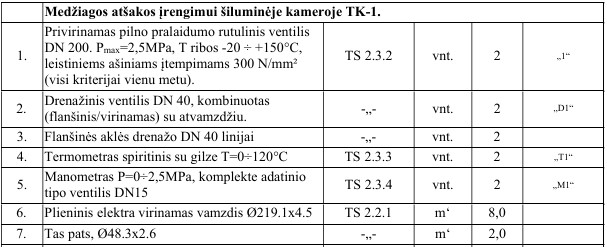 Medžiagos atšakos įrengimui šiluminėje kameroje TK-1.
1. Privirinamas pilno pralaidumo rutulinis ventilis
DN 200. Pmax=2,5MPa, T ribos -20 ÷ +150°C,
leistiniems ašiniams įtempimams 300 N/mm²
(visi kriterijai vienu metu). TS 2.3.2 vnt. 2 „1“
2. Drenažinis ventilis DN 40, kombinuotas
(flanšinis/virinamas) su atvamzdžiu. -„- vnt. 2 „D1“
3. Flanšinės aklės drenažo DN 40 linijai -„- vnt. 2
4. Termometras spiritinis su gilze T=0÷120°C TS 2.3.3 vnt. 2 „T1“
5. Manometras P=0÷2,5MPa, komplekte adatinio
tipo ventilis DN15 TS 2.3.4 vnt. 2 „M1“
6. Plieninis elektra virinamas vamzdis Ø219.1x4.5 TS 2.2.1 m‘ 8,0
7. Tas pats, Ø48.3x2.6 -„- m‘ 2,0